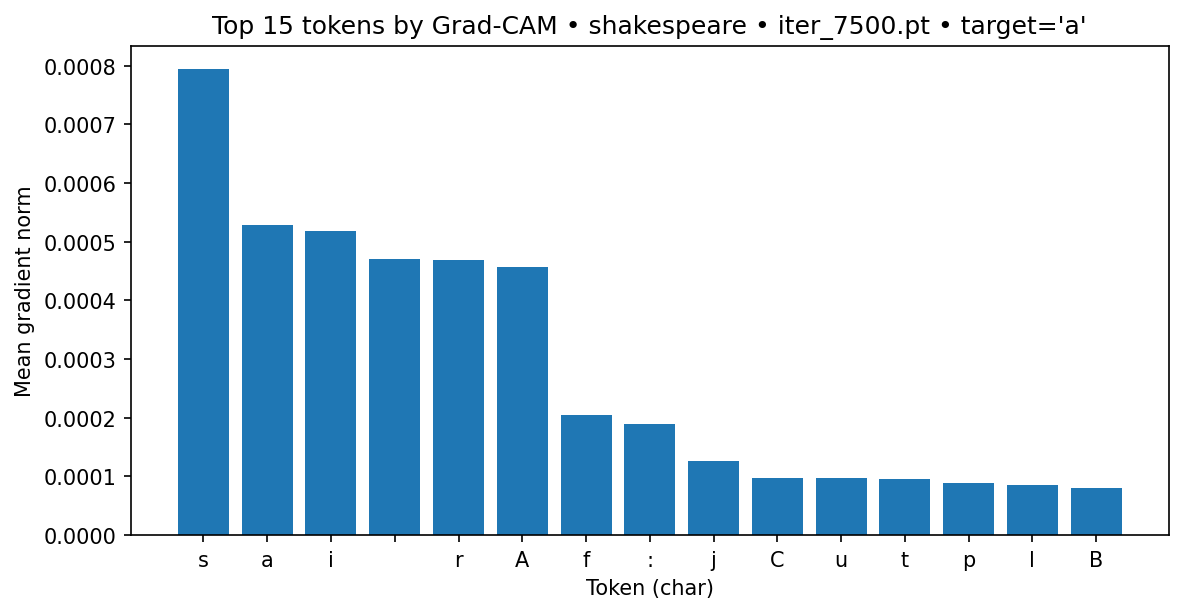 Top 15 tokens by Grad-CAM • shakespeare • iter_7500.pt • target='a'
Mean gradient norm
0.0008
0.0007
0.0006
0.0005
0.0004
0.0003
0.0002
0.0001
0.0000
s a i r A f : j C u t p l B
Token (char)